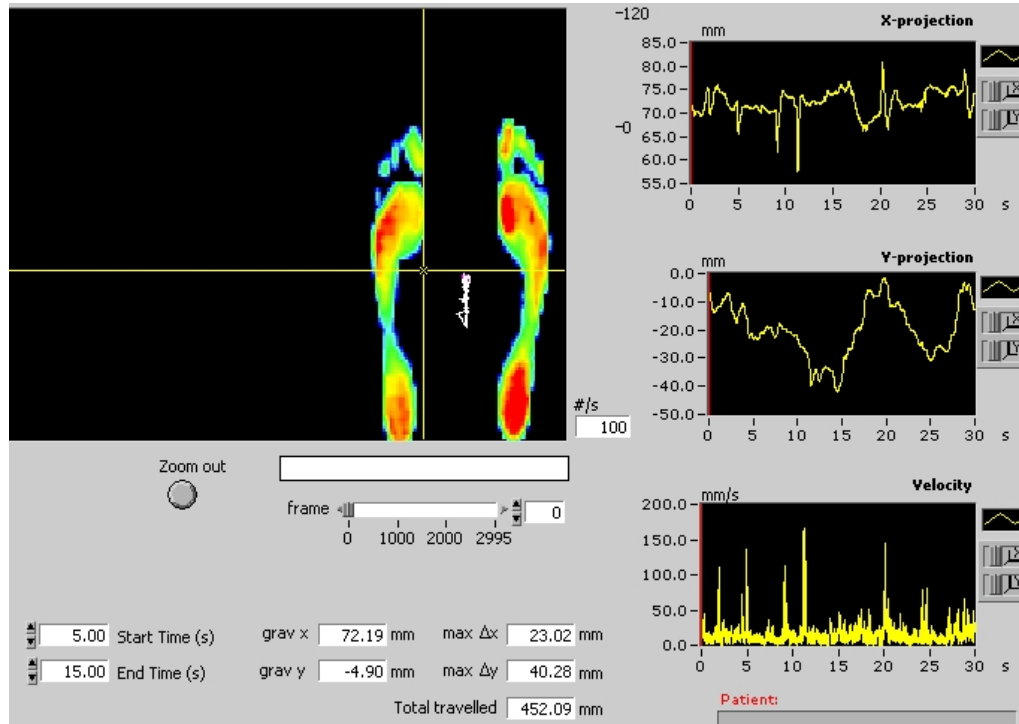 -120
-0
X-projection
mm
85.0
80.0
75.0
70.0
65.0
60.0
55.0
0 5 10 15 20 25 30 s
X
Y
Y-projection
mm
0.0
-10.0
-20.0
-30.0
-40.0
-50.0
0 5 10 15 20 25 30 s
X
Y
#/s
100
Velocity
mm/s
200.0
150.0
100.0
50.0
0.0
0 5 10 15 20 25 30 s
X
Y
Zoom out
frame 0
0 1000 2000 2995
5.00 Start Time (s) grav x 72.19 mm max Δx 23.02 mm
15.00 End Time (s) grav y -4.90 mm max Δy 40.28 mm
Total travelled 452.09 mm
Patient: